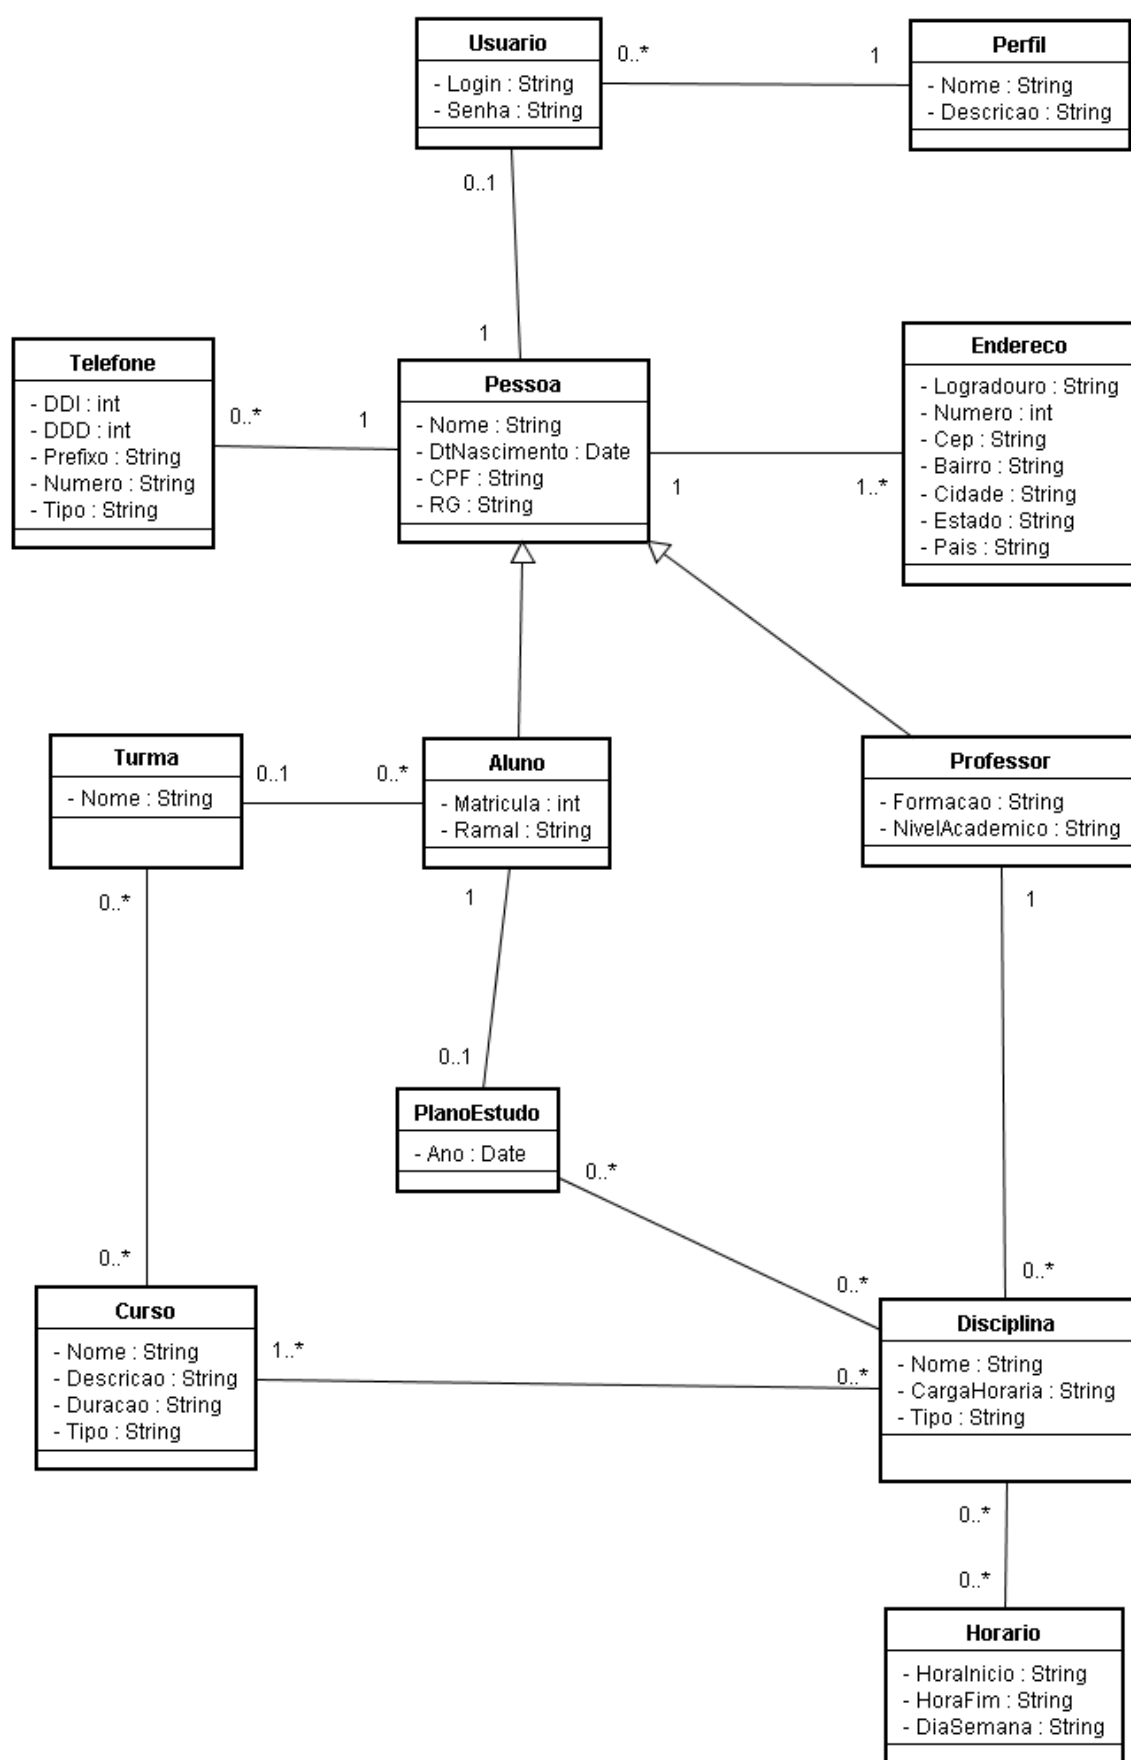 Usuario
- Login : String
- Senha : String
0..*
1
Perfil
- Nome : String
- Descricao : String
0..1
1
Telefone
- DDI : int
- DDD : int
- Prefixo : String
- Numero : String
- Tipo : String
0..*
1
Pessoa
- Nome : String
- DtNascimento : Date
- CPF : String
- RG : String
1
1..*
Endereco
- Logradouro : String
- Numero : int
- Cep : String
- Bairro : String
- Cidade : String
- Estado : String
- Pais : String
Turma
- Nome : String
0..1
0..*
Aluno
- Matricula : int
- Ramal : String
Professor
- Formacao : String
- NivelAcademico : String
0..*
1
1
0..1
PlanoEstudo
- Ano : Date
0..*
0..*
0..*
0..*
Curso
- Nome : String
- Descricao : String
- Duracao : String
- Tipo : String
1..*
0..*
Disciplina
- Nome : String
- CargaHoraria : String
- Tipo : String
0..*
0..*
Horario
- HoraInicio : String
- HoraFim : String
- DiaSemana : String